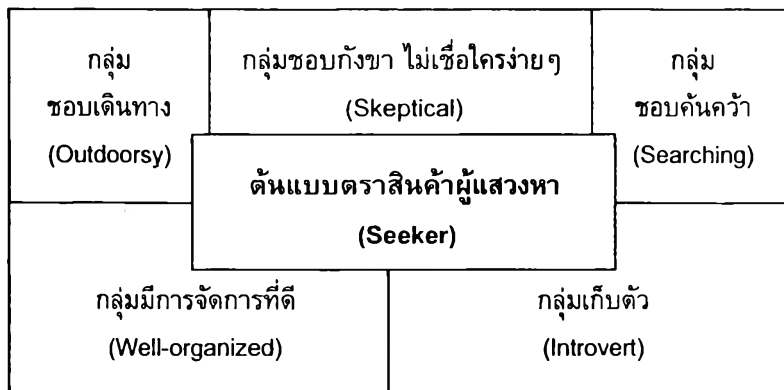 กลุ่ม
ชอบเดินทาง
(Outdoorsy)
กลุ่มชอบกังขา ไม่เชื่อใครง่ายๆ
(Skeptical)
กลุ่ม
ชอบค้นคว้า
(Searching)
ต้นแบบตราสินค้าผู้แสวงหา
(Seeker)
กลุ่มมีการจัดการที่ดี
(Well-organized)
กลุ่มเก็บตัว
(Introvert)